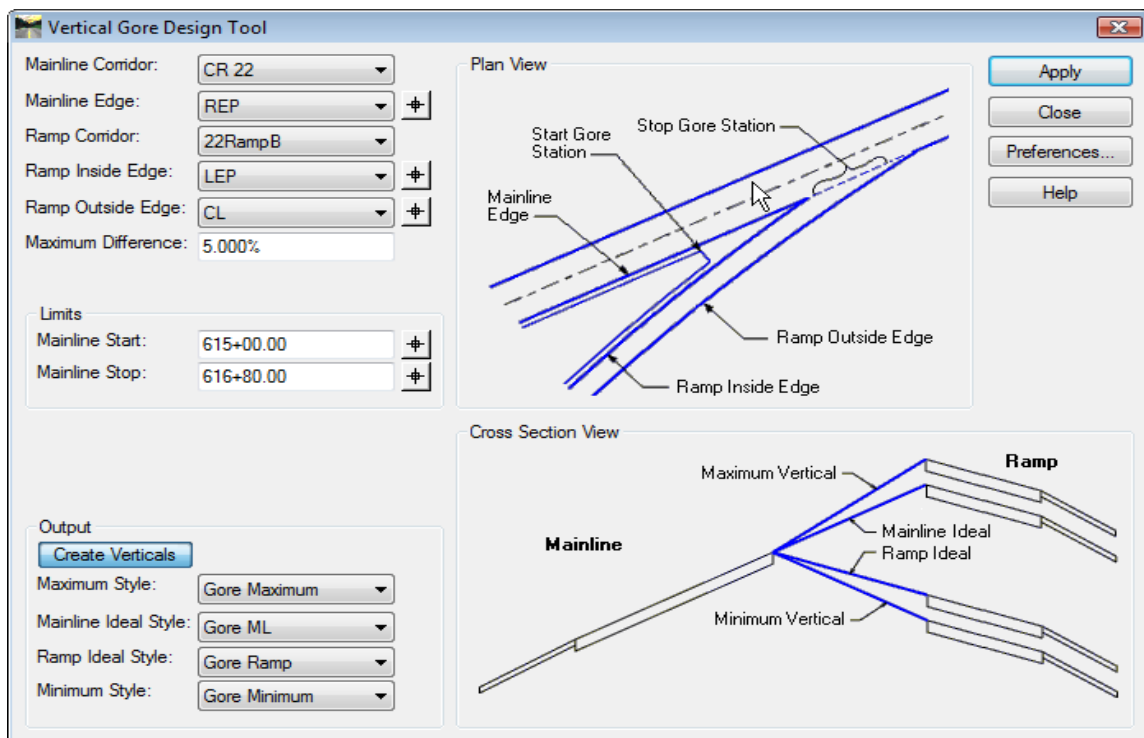 Vertical Gore Design Tool
Mainline Corridor: CR 22
Mainline Edge: REP
Ramp Corridor: 22RampB
Ramp Inside Edge: LEP
Ramp Outside Edge: CL
Maximum Difference: 5.000%
Limits
Mainline Start: 615+00.00
Mainline Stop: 616+80.00
Output
Create Verticals
Maximum Style: Gore Maximum
Mainline Ideal Style: Gore ML
Ramp Ideal Style: Gore Ramp
Minimum Style: Gore Minimum
Plan View
Start Gore
Station
Stop Gore Station
Mainline
Edge
Ramp Outside Edge
Ramp Inside Edge
Cross Section View
Mainline
Ramp
Maximum Vertical
Mainline Ideal
Ramp Ideal
Minimum Vertical
Apply
Close
Preferences...
Help